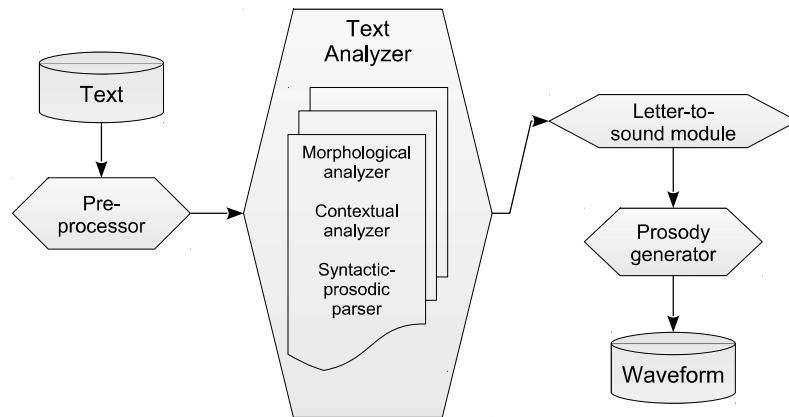 Text
Pre-
processor
Text
Analyzer
Morphological
analyzer
Contextual
analyzer
Syntactic-
prosodic
parser
Letter-to-
sound module
Prosody
generator
Waveform